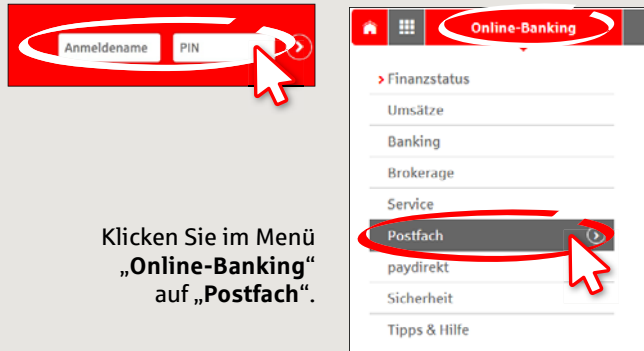 Anmeldename PIN
Klicken Sie im Menü
„Online-Banking“
auf „Postfach“.
Online-Banking
Finanzstatus
Umsätze
Banking
Brokerage
Service
Postfach
paydirekt
Sicherheit
Tipps & Hilfe